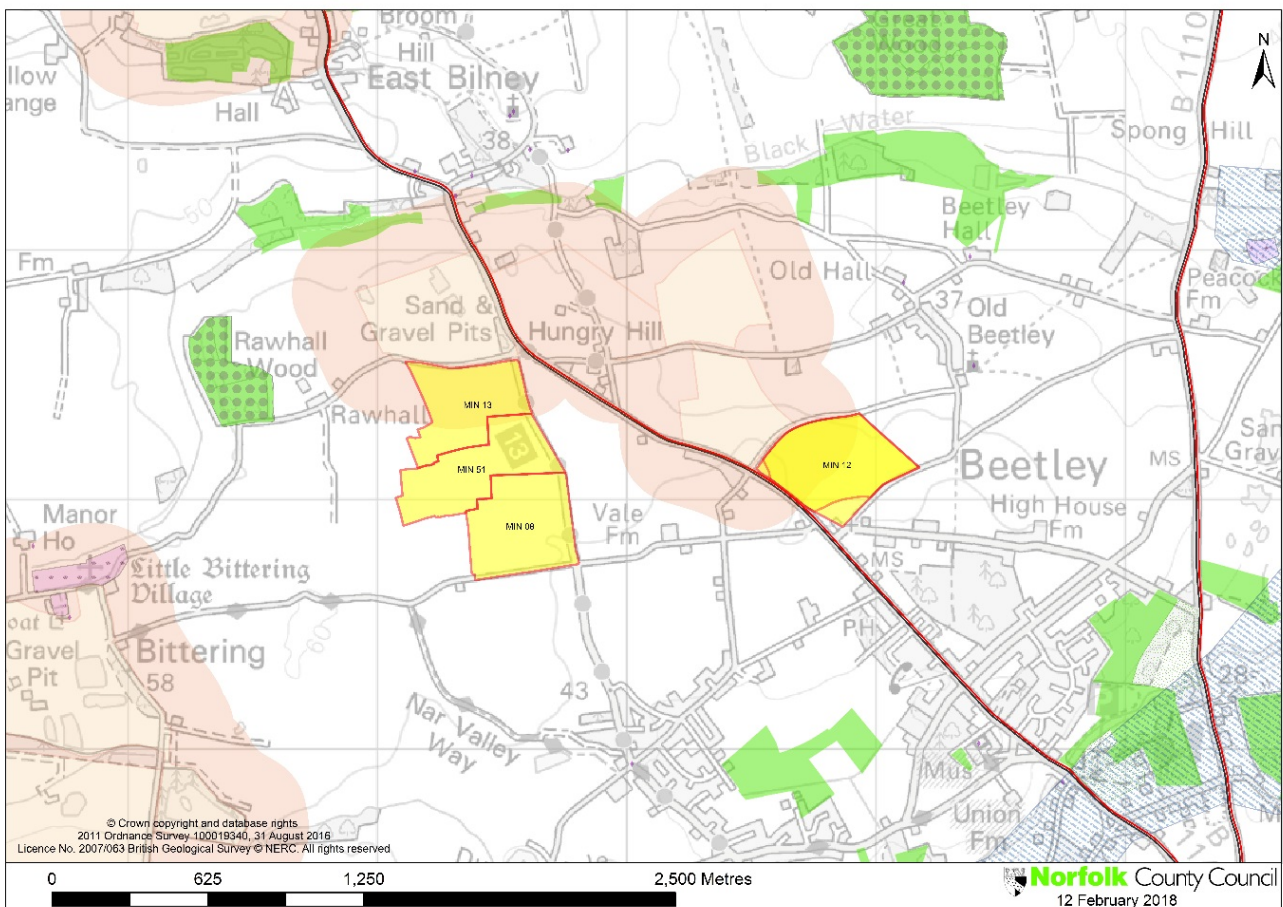 Broom
Hill
East Bilney
Hall
38
50
Black Water
Wood
B 1110
Spong Hill
N
Beetley
Hall
Old Hall
37
Old
Beetley
Peacock
Fm
Fm
Sand &
Gravel Pits
Hungry Hill
Rawhall
Wood
Rawhall
MIN 13
MIN 51
13
MIN 08
MIN 12
Beetley
High House
Fm
MS
Vale
Fm
MS
PH
Manor
Ho
Little Bittering
Village
Gravel
Pit
Bittering
58
43
Nar Valley
Way
28
Mus
Union
Fm
© Crown copyright and database rights
2011 Ordnance Survey 100019340, 31 August 2016
Licence No. 2007/063 British Geological Survey © NERC. All rights reserved
0 625 1,250 2,500 Metres
Norfolk County Council
12 February 2018